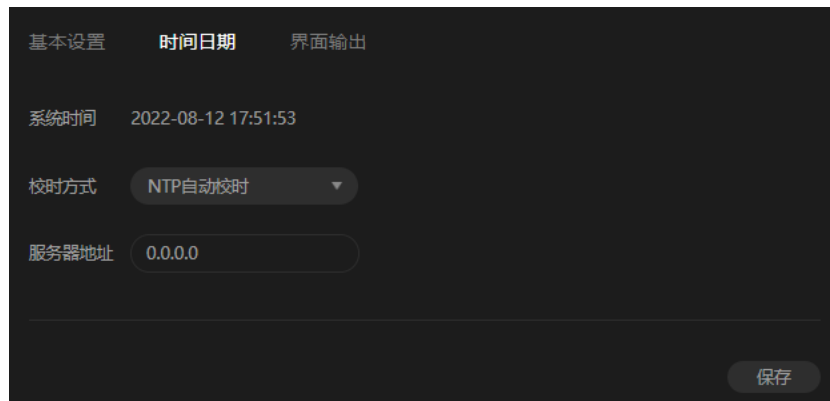 基本设置 时间日期 界面输出
系统时间 2022-08-12 17:51:53
校时方式 NTP自动校时
服务器地址 0.0.0.0
保存